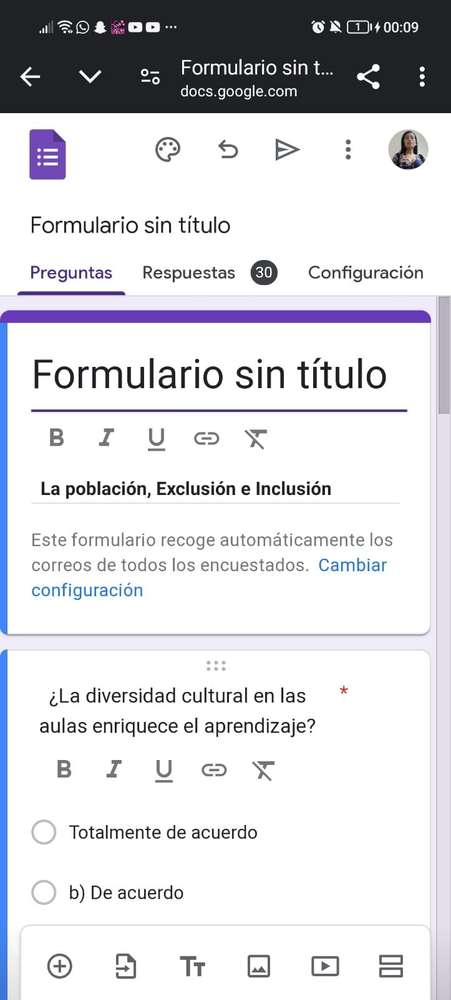 1 00:09
Formulario sin t...
docs.google.com
Formulario sin título
Preguntas Respuestas 30 Configuración
Formulario sin título
B I U
La población, Exclusión e Inclusión
Este formulario recoge automáticamente los
correos de todos los encuestados. Cambiar
configuración
¿La diversidad cultural en las *
aulas enriquece el aprendizaje?
B I U
Totalmente de acuerdo
b) De acuerdo
Tт